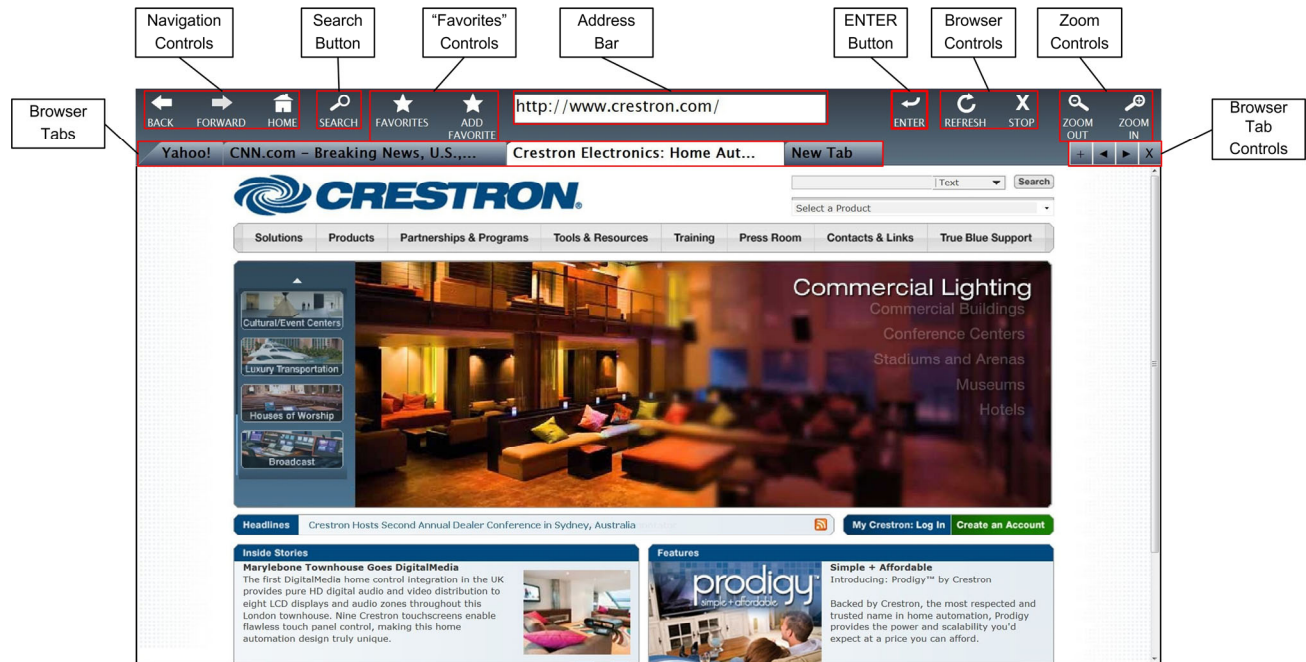 Navigation
Controls
Search
Button
“Favorites”
Controls
Address
Bar
ENTER
Button
Browser
Controls
Zoom
Controls
Browser
Tabs
Browser
Tab
Controls
BACK
FORWARD
HOME
SEARCH
FAVORITES
ADD
FAVORITE
http://www.crestron.com/
ENTER
REFRESH
X
STOP
ZOOM
OUT
ZOOM
IN
Yahoo!
CNN.com – Breaking News, U.S.,...
Crestron Electronics: Home Aut...
New Tab
+ ◄ ► X
CRESTRON®
Text
Search
Select a Product
Solutions
Products
Partnerships & Programs
Tools & Resources
Training
Press Room
Contacts & Links
True Blue Support
Cultural/Event Centers
Luxury Transportation
Houses of Worship
Broadcast
Commercial Lighting
Commercial Buildings
Conference Centers
Stadiums and Arenas
Museums
Hotels
Headlines
Crestron Hosts Second Annual Dealer Conference in Sydney, Australia
My Crestron: Log In
Create an Account
Inside Stories
Marylebone Townhouse Goes DigitalMedia
The first DigitalMedia home control integration in the UK
provides pure HD digital audio and video distribution to
eight LCD displays and audio zones throughout this
London townhouse. Nine Crestron touchscreens enable
flawless touch panel control, making this home
automation design truly unique.
Features
prodigy™
simple + affordable
Simple + Affordable
Introducing: Prodigy™ by Crestron
Backed by Crestron, the most respected and
trusted name in home automation, Prodigy
provides the power and scalability you'd
expect at a price you can afford.